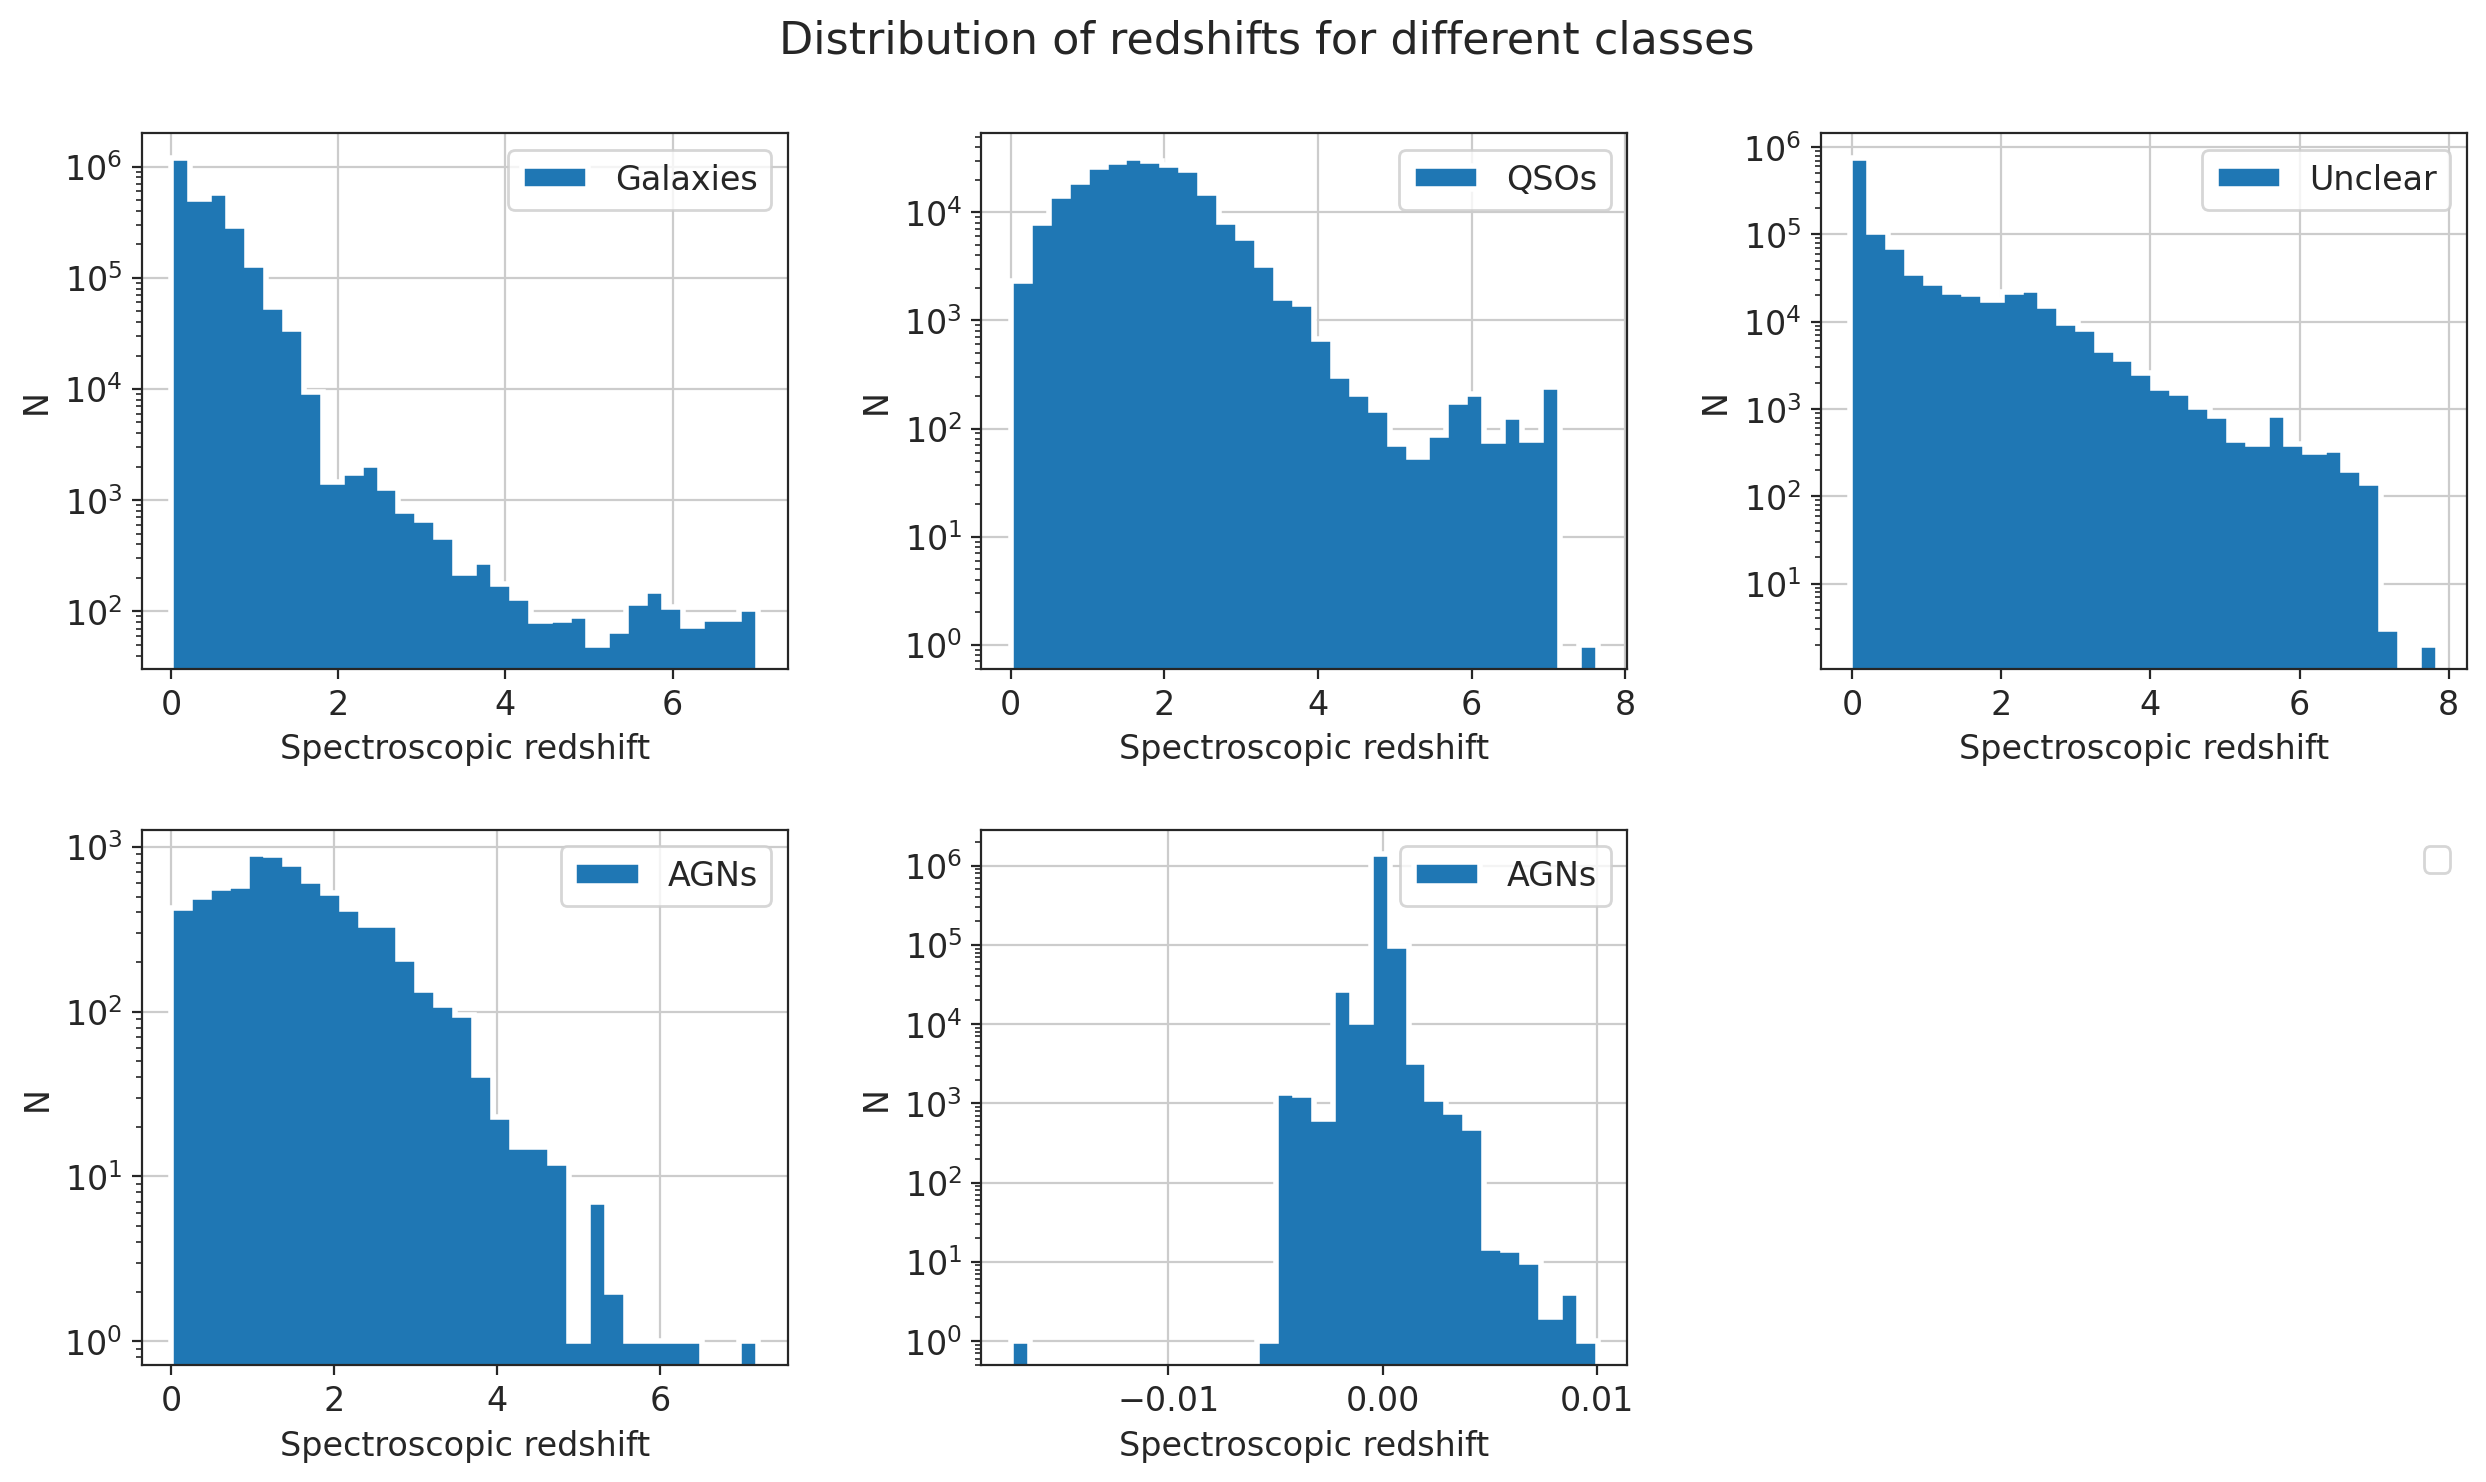 Distribution of redshifts for different classes
N
10⁶
10⁵
10⁴
10³
10²
Galaxies
0 2 4 6
Spectroscopic redshift
N
10⁴
10³
10²
10¹
10⁰
QSOs
0 2 4 6 8
Spectroscopic redshift
N
10⁶
10⁵
10⁴
10³
10²
10¹
Unclear
0 2 4 6 8
Spectroscopic redshift
N
10³
10²
10¹
10⁰
AGNs
0 2 4 6
Spectroscopic redshift
N
10⁶
10⁵
10⁴
10³
10²
10¹
10⁰
AGNs
−0.01 0.00 0.01
Spectroscopic redshift